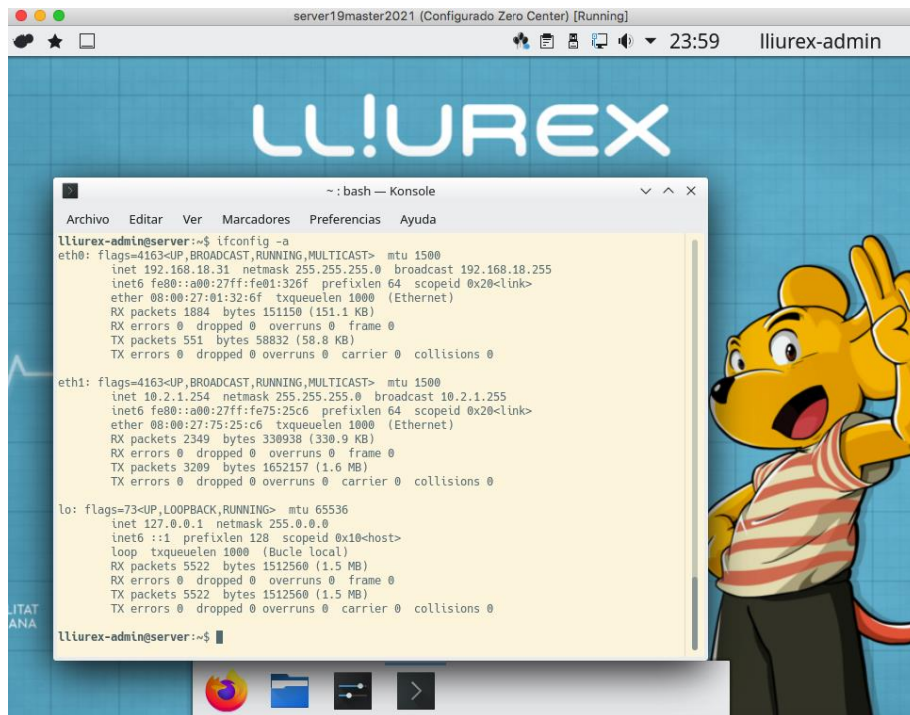 server19master2021 (Configurado Zero Center) [Running]
23:59 lliurex-admin
LL!UREX
~ : bash — Konsole
Archivo Editar Ver Marcadores Preferencias Ayuda
lliurex-admin@server:~$ ifconfig -a
eth0: flags=4163<UP,BROADCAST,RUNNING,MULTICAST> mtu 1500
inet 192.168.18.31 netmask 255.255.255.0 broadcast 192.168.18.255
inet6 fe80::a00:27ff:fe01:326f prefixlen 64 scopeid 0x20<link>
ether 08:00:27:01:32:6f txqueuelen 1000 (Ethernet)
RX packets 1884 bytes 151150 (151.1 KB)
RX errors 0 dropped 0 overruns 0 frame 0
TX packets 551 bytes 58832 (58.8 KB)
TX errors 0 dropped 0 overruns 0 carrier 0 collisions 0
eth1: flags=4163<UP,BROADCAST,RUNNING,MULTICAST> mtu 1500
inet 10.2.1.254 netmask 255.255.255.0 broadcast 10.2.1.255
inet6 fe80::a00:27ff:fe75:25c6 prefixlen 64 scopeid 0x20<link>
ether 08:00:27:75:25:c6 txqueuelen 1000 (Ethernet)
RX packets 2349 bytes 330938 (330.9 KB)
RX errors 0 dropped 0 overruns 0 frame 0
TX packets 3209 bytes 1652157 (1.6 MB)
TX errors 0 dropped 0 overruns 0 carrier 0 collisions 0
lo: flags=73<UP,LOOPBACK,RUNNING> mtu 65536
inet 127.0.0.1 netmask 255.0.0.0
inet6 ::1 prefixlen 128 scopeid 0x10<host>
loop txqueuelen 1000 (Bucle local)
RX packets 5522 bytes 1512560 (1.5 MB)
RX errors 0 dropped 0 overruns 0 frame 0
TX packets 5522 bytes 1512560 (1.5 MB)
TX errors 0 dropped 0 overruns 0 carrier 0 collisions 0
LITAT
ANA
lliurex-admin@server:~$